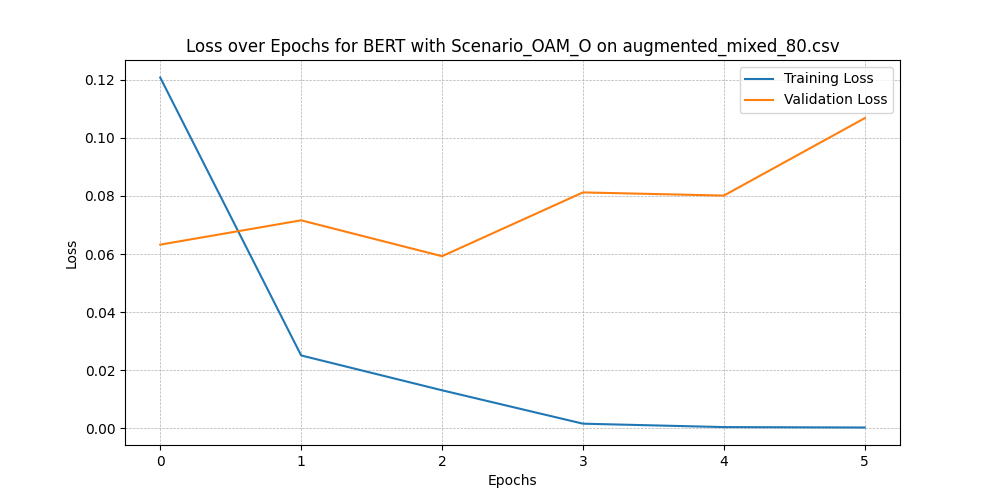 Loss over Epochs for BERT with Scenario_OAM_O on augmented_mixed_80.csv
Training Loss
Validation Loss
0.12
0.10
0.08
0.06
0.04
0.02
0.00
Loss
0 1 2 3 4 5
Epochs